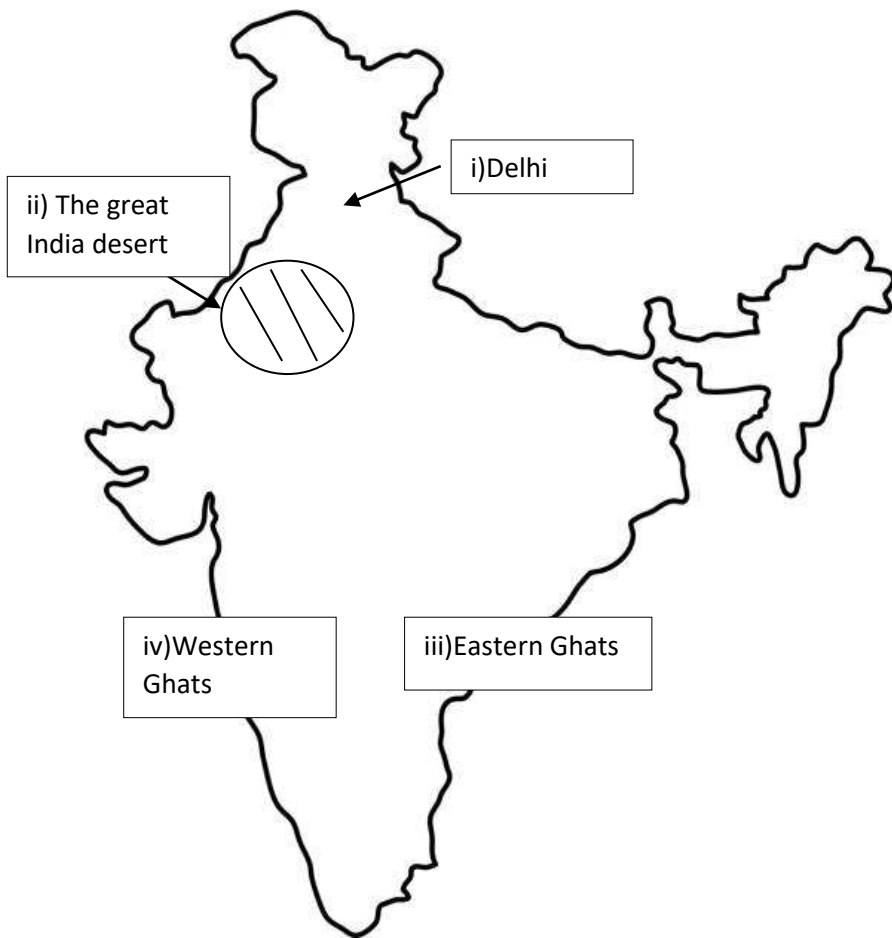 i)Delhi
ii) The great
India desert
iv)Western
Ghats
iii)Eastern Ghats